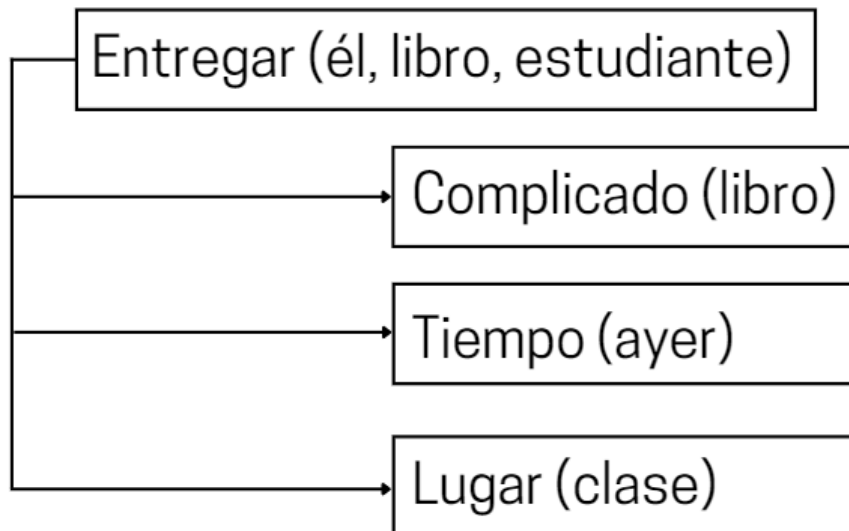 Entregar (él, libro, estudiante)
Complicado (libro)
Tiempo (ayer)
Lugar (clase)